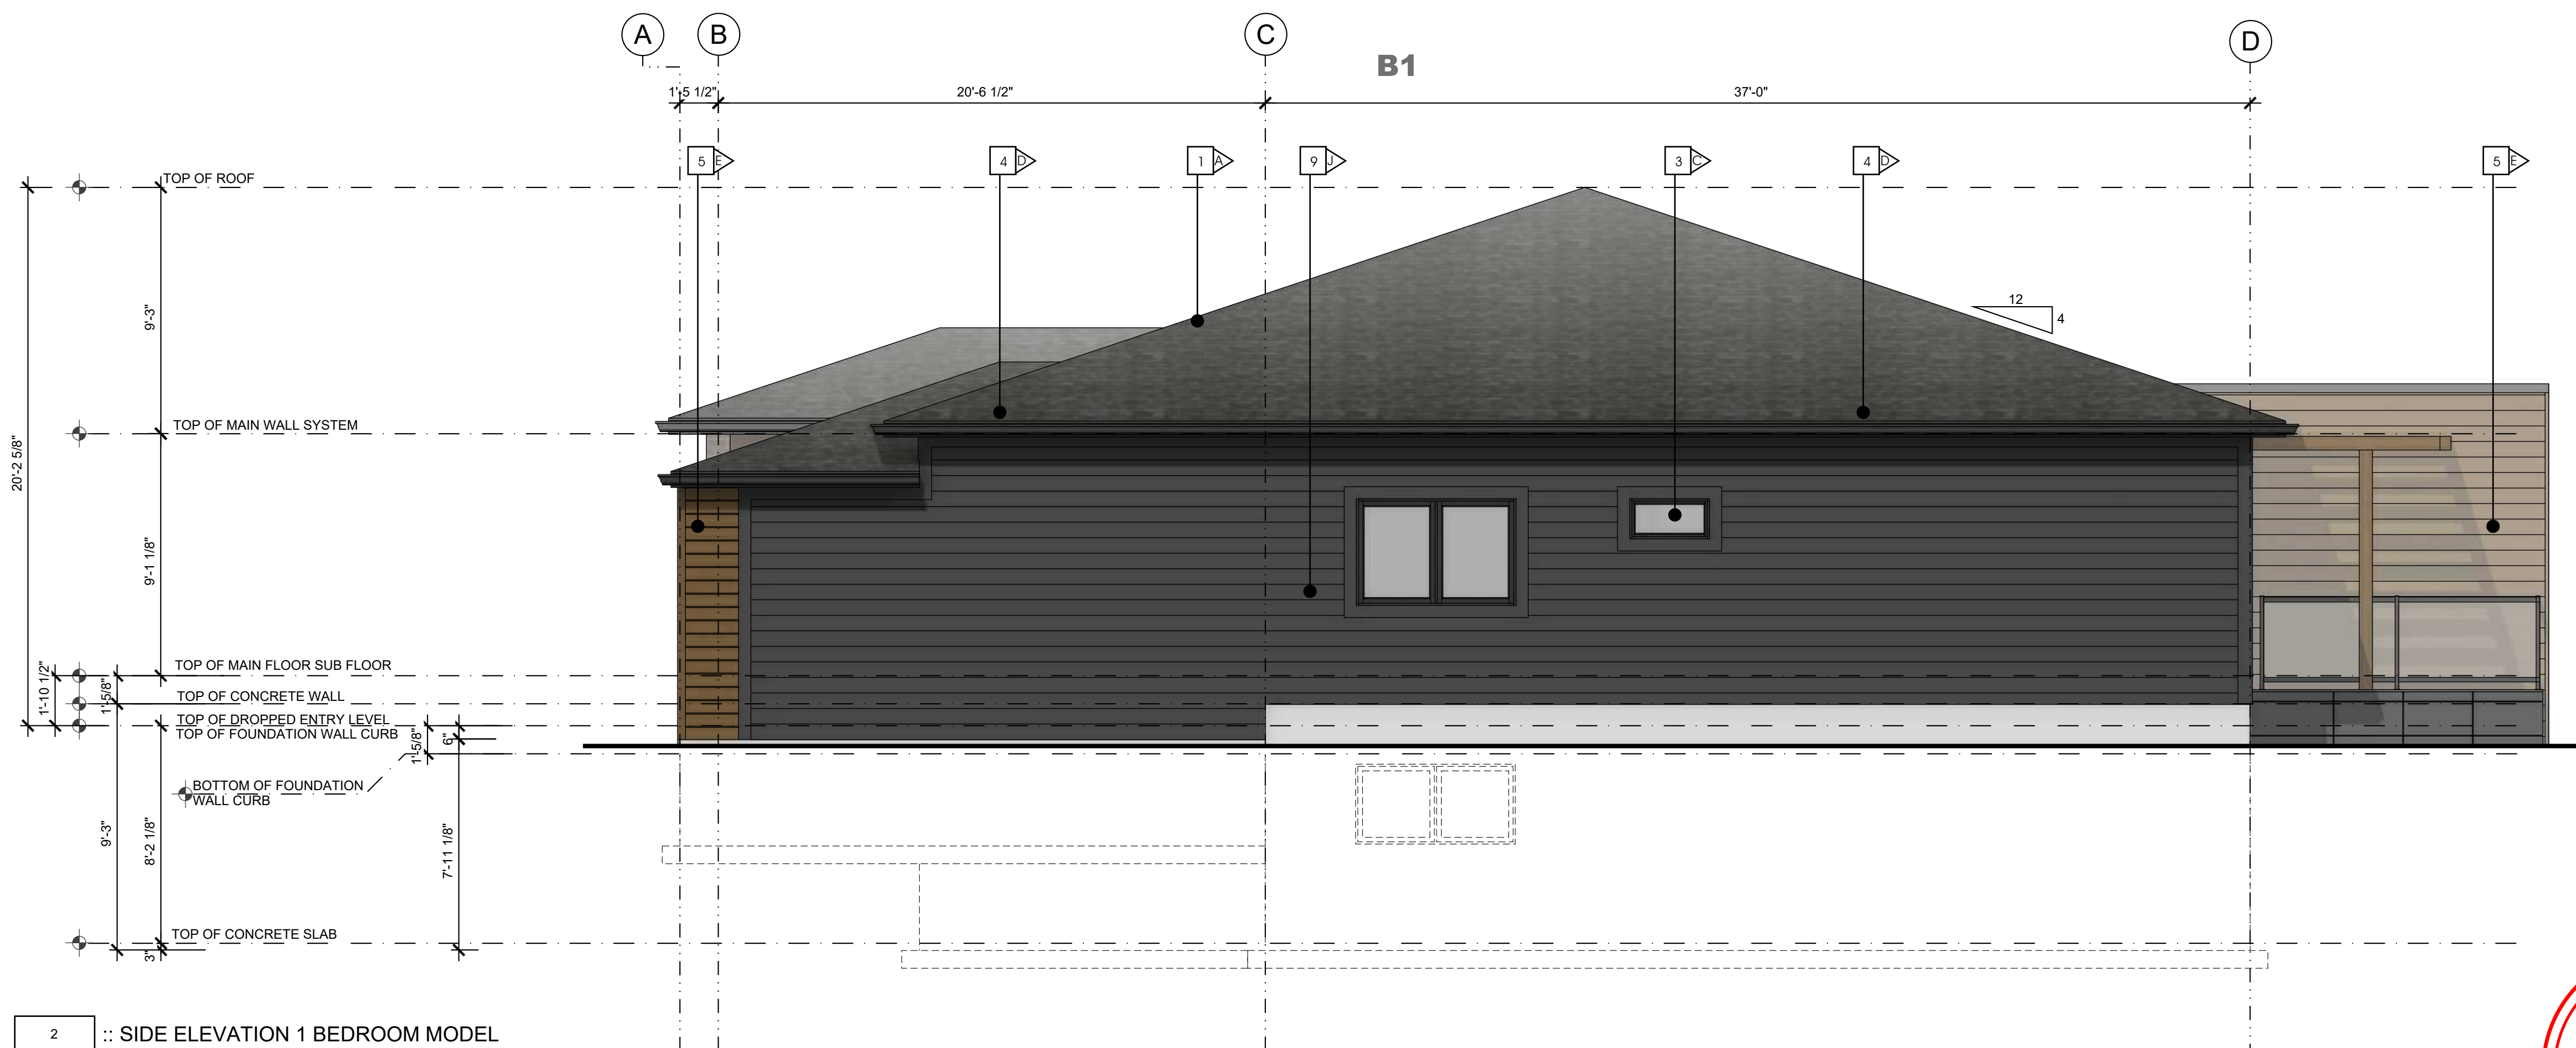 A
B
C
D
B1
1'-5 1/2"
20'-6 1/2"
37'-0"
5 E
4 D
1 A
9 J
3 C
4 D
5 E
TOP OF ROOF
9'-3"
12
4
TOP OF MAIN WALL SYSTEM
20'-2 5/8"
9'-1 1/8"
TOP OF MAIN FLOOR SUB FLOOR
1'-10 1/2"
1'-5/8"
TOP OF CONCRETE WALL
TOP OF DROPPED ENTRY LEVEL
TOP OF FOUNDATION WALL CURB
1'-5/8"
6"
BOTTOM OF FOUNDATION
WALL CURB
9'-3"
8'-2 1/8"
7'-11 1/8"
TOP OF CONCRETE SLAB
3"
2
:: SIDE ELEVATION 1 BEDROOM MODEL